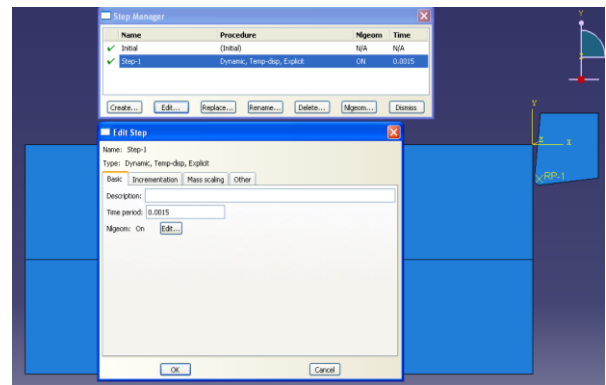 Step Manager
Name Procedure Nlgeom Time
Initial (Initial) N/A N/A
Step-1 Dynamic, Temp-disp, Explicit ON 0.0015
Create... Edit... Replace... Rename... Delete... Nlgeom... Dismiss
Edit Step
Name: Step-1
Type: Dynamic, Temp-disp, Explicit
Basic Incrementation Mass scaling Other
Description:
Time period: 0.0015
Nlgeom: On Edit...
OK Cancel
Y
Y
X
RP-1